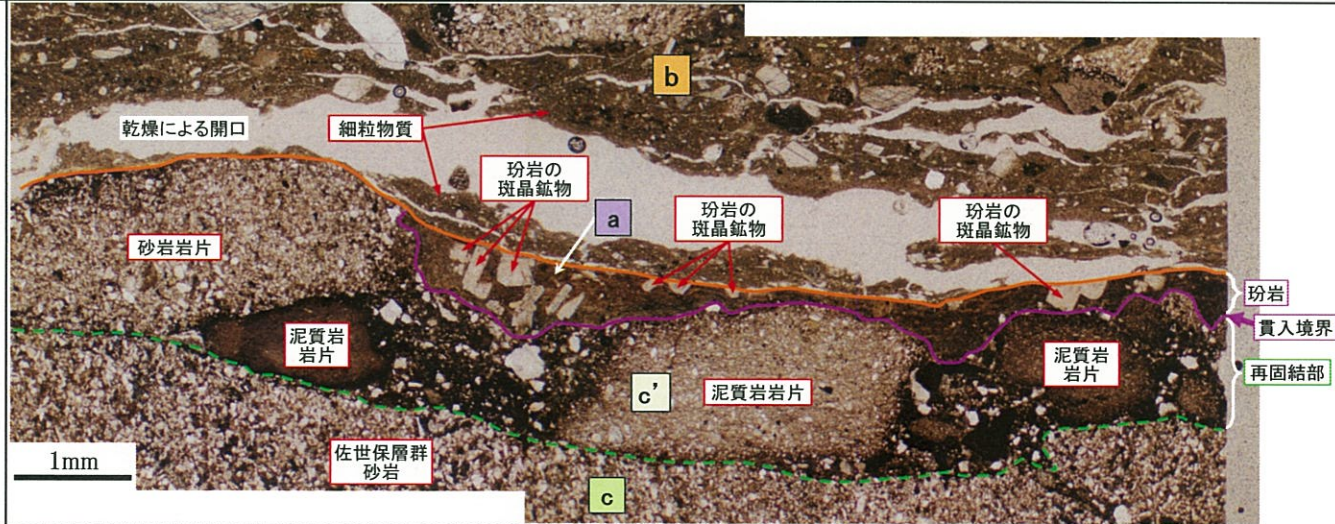 b
乾燥による開口
細粒物質
玢岩の
斑晶鉱物
a
玢岩の
斑晶鉱物
玢岩の
斑晶鉱物
砂岩岩片
玢岩
貫入境界
泥質岩
岩片
泥質岩
岩片
再固結部
c'
泥質岩岩片
佐世保層群
砂岩
1mm
c